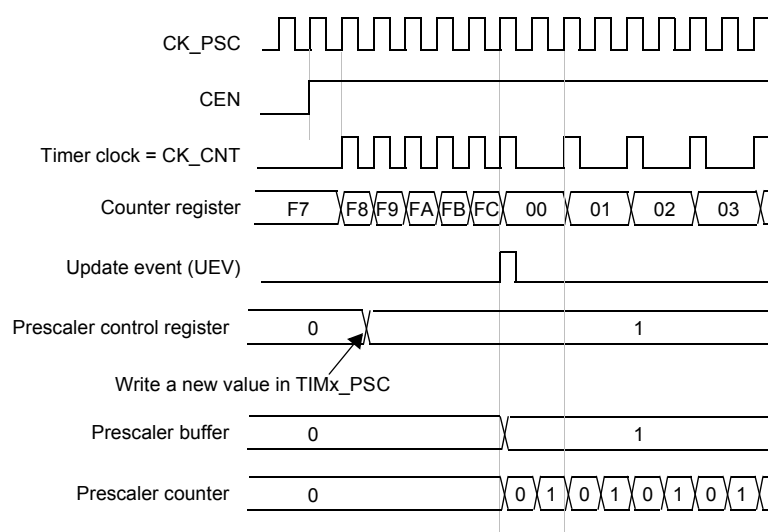 CK_PSC
CEN
Timer clock = CK_CNT
Counter register F7 F8 F9 FA FB FC 00 01 02 03
Update event (UEV)
Prescaler control register 0 1
Write a new value in TIMx_PSC
Prescaler buffer 0 1
Prescaler counter 0 0 1 0 1 0 1 0 1